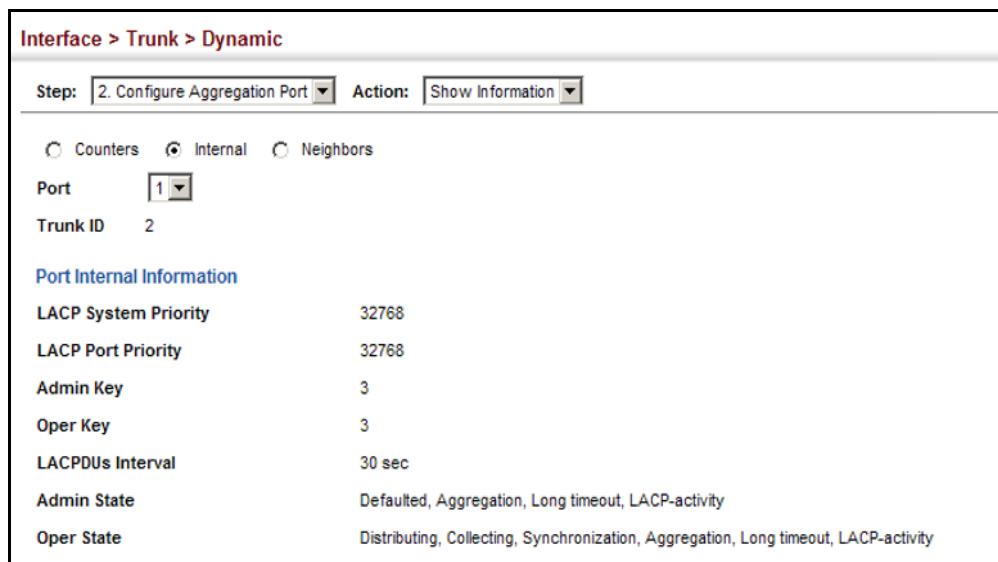 Interface > Trunk > Dynamic
Step: 2. Configure Aggregation Port Action: Show Information
Counters Internal Neighbors
Port 1
Trunk ID 2
Port Internal Information
LACP System Priority 32768
LACP Port Priority 32768
Admin Key 3
Oper Key 3
LACPDUs Interval 30 sec
Admin State Defaulted, Aggregation, Long timeout, LACP-activity
Oper State Distributing, Collecting, Synchronization, Aggregation, Long timeout, LACP-activity